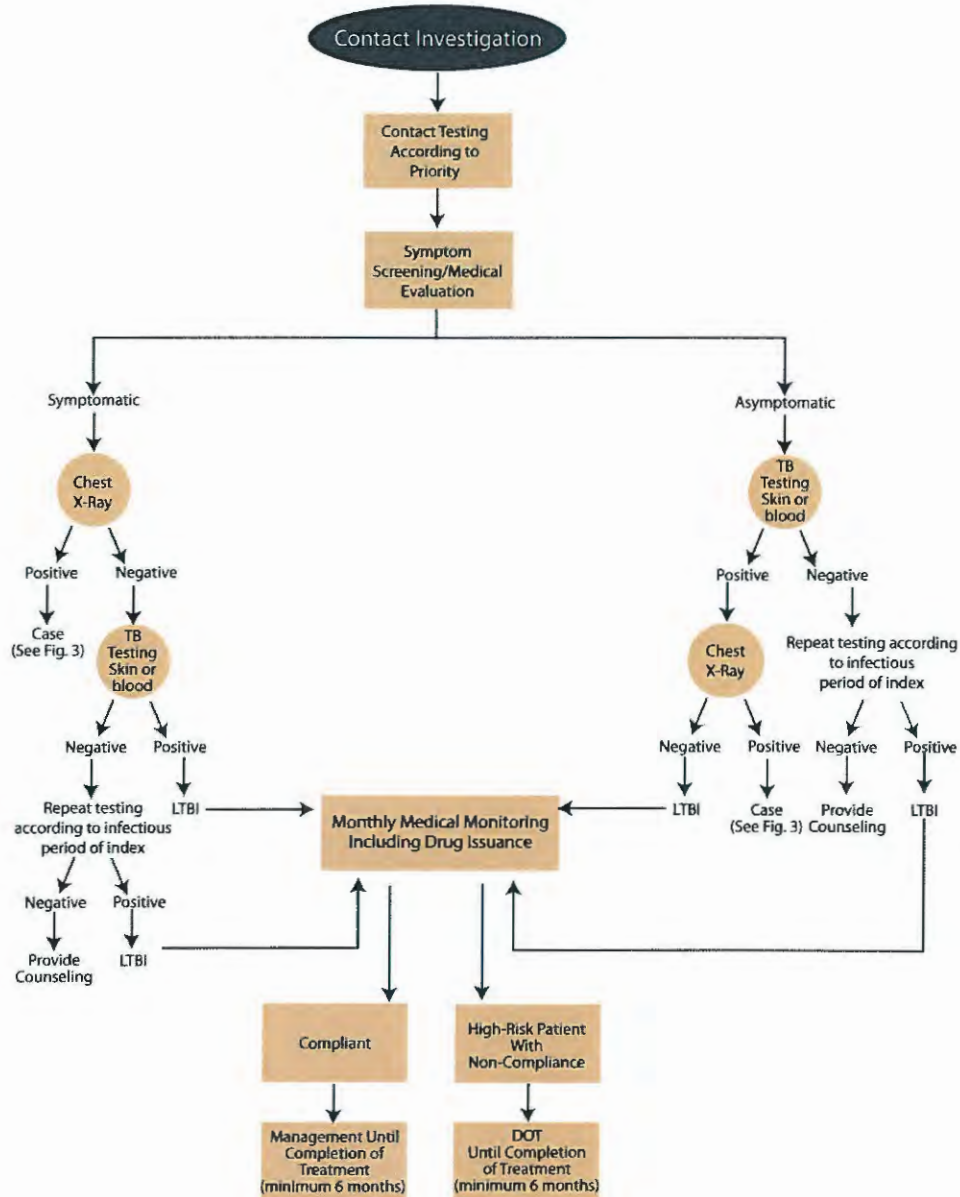 Contact Investigation
Contact Testing
According to
Priority
Symptom
Screening/Medical
Evaluation
Symptomatic
Asymptomatic
Chest
X-Ray
TB
Testing
Skin or
blood
Positive
Negative
Positive
Negative
Case
(See Fig. 3)
TB
Testing
Skin or
blood
Chest
X-Ray
Repeat testing according
to infectious
period of index
Negative
Positive
Negative
Positive
Negative
Positive
Repeat testing
according to infectious
period of index
LTBI
Monthly Medical Monitoring
Including Drug Issuance
LTBI
Case
(See Fig. 3)
Provide
Counseling
LTBI
Negative
Positive
Provide
Counseling
LTBI
Compliant
High-Risk Patient
With
Non-Compliance
Management Until
Completion of
Treatment
(minimum 6 months)
DOT
Until Completion
of Treatment
(minimum 6 months)